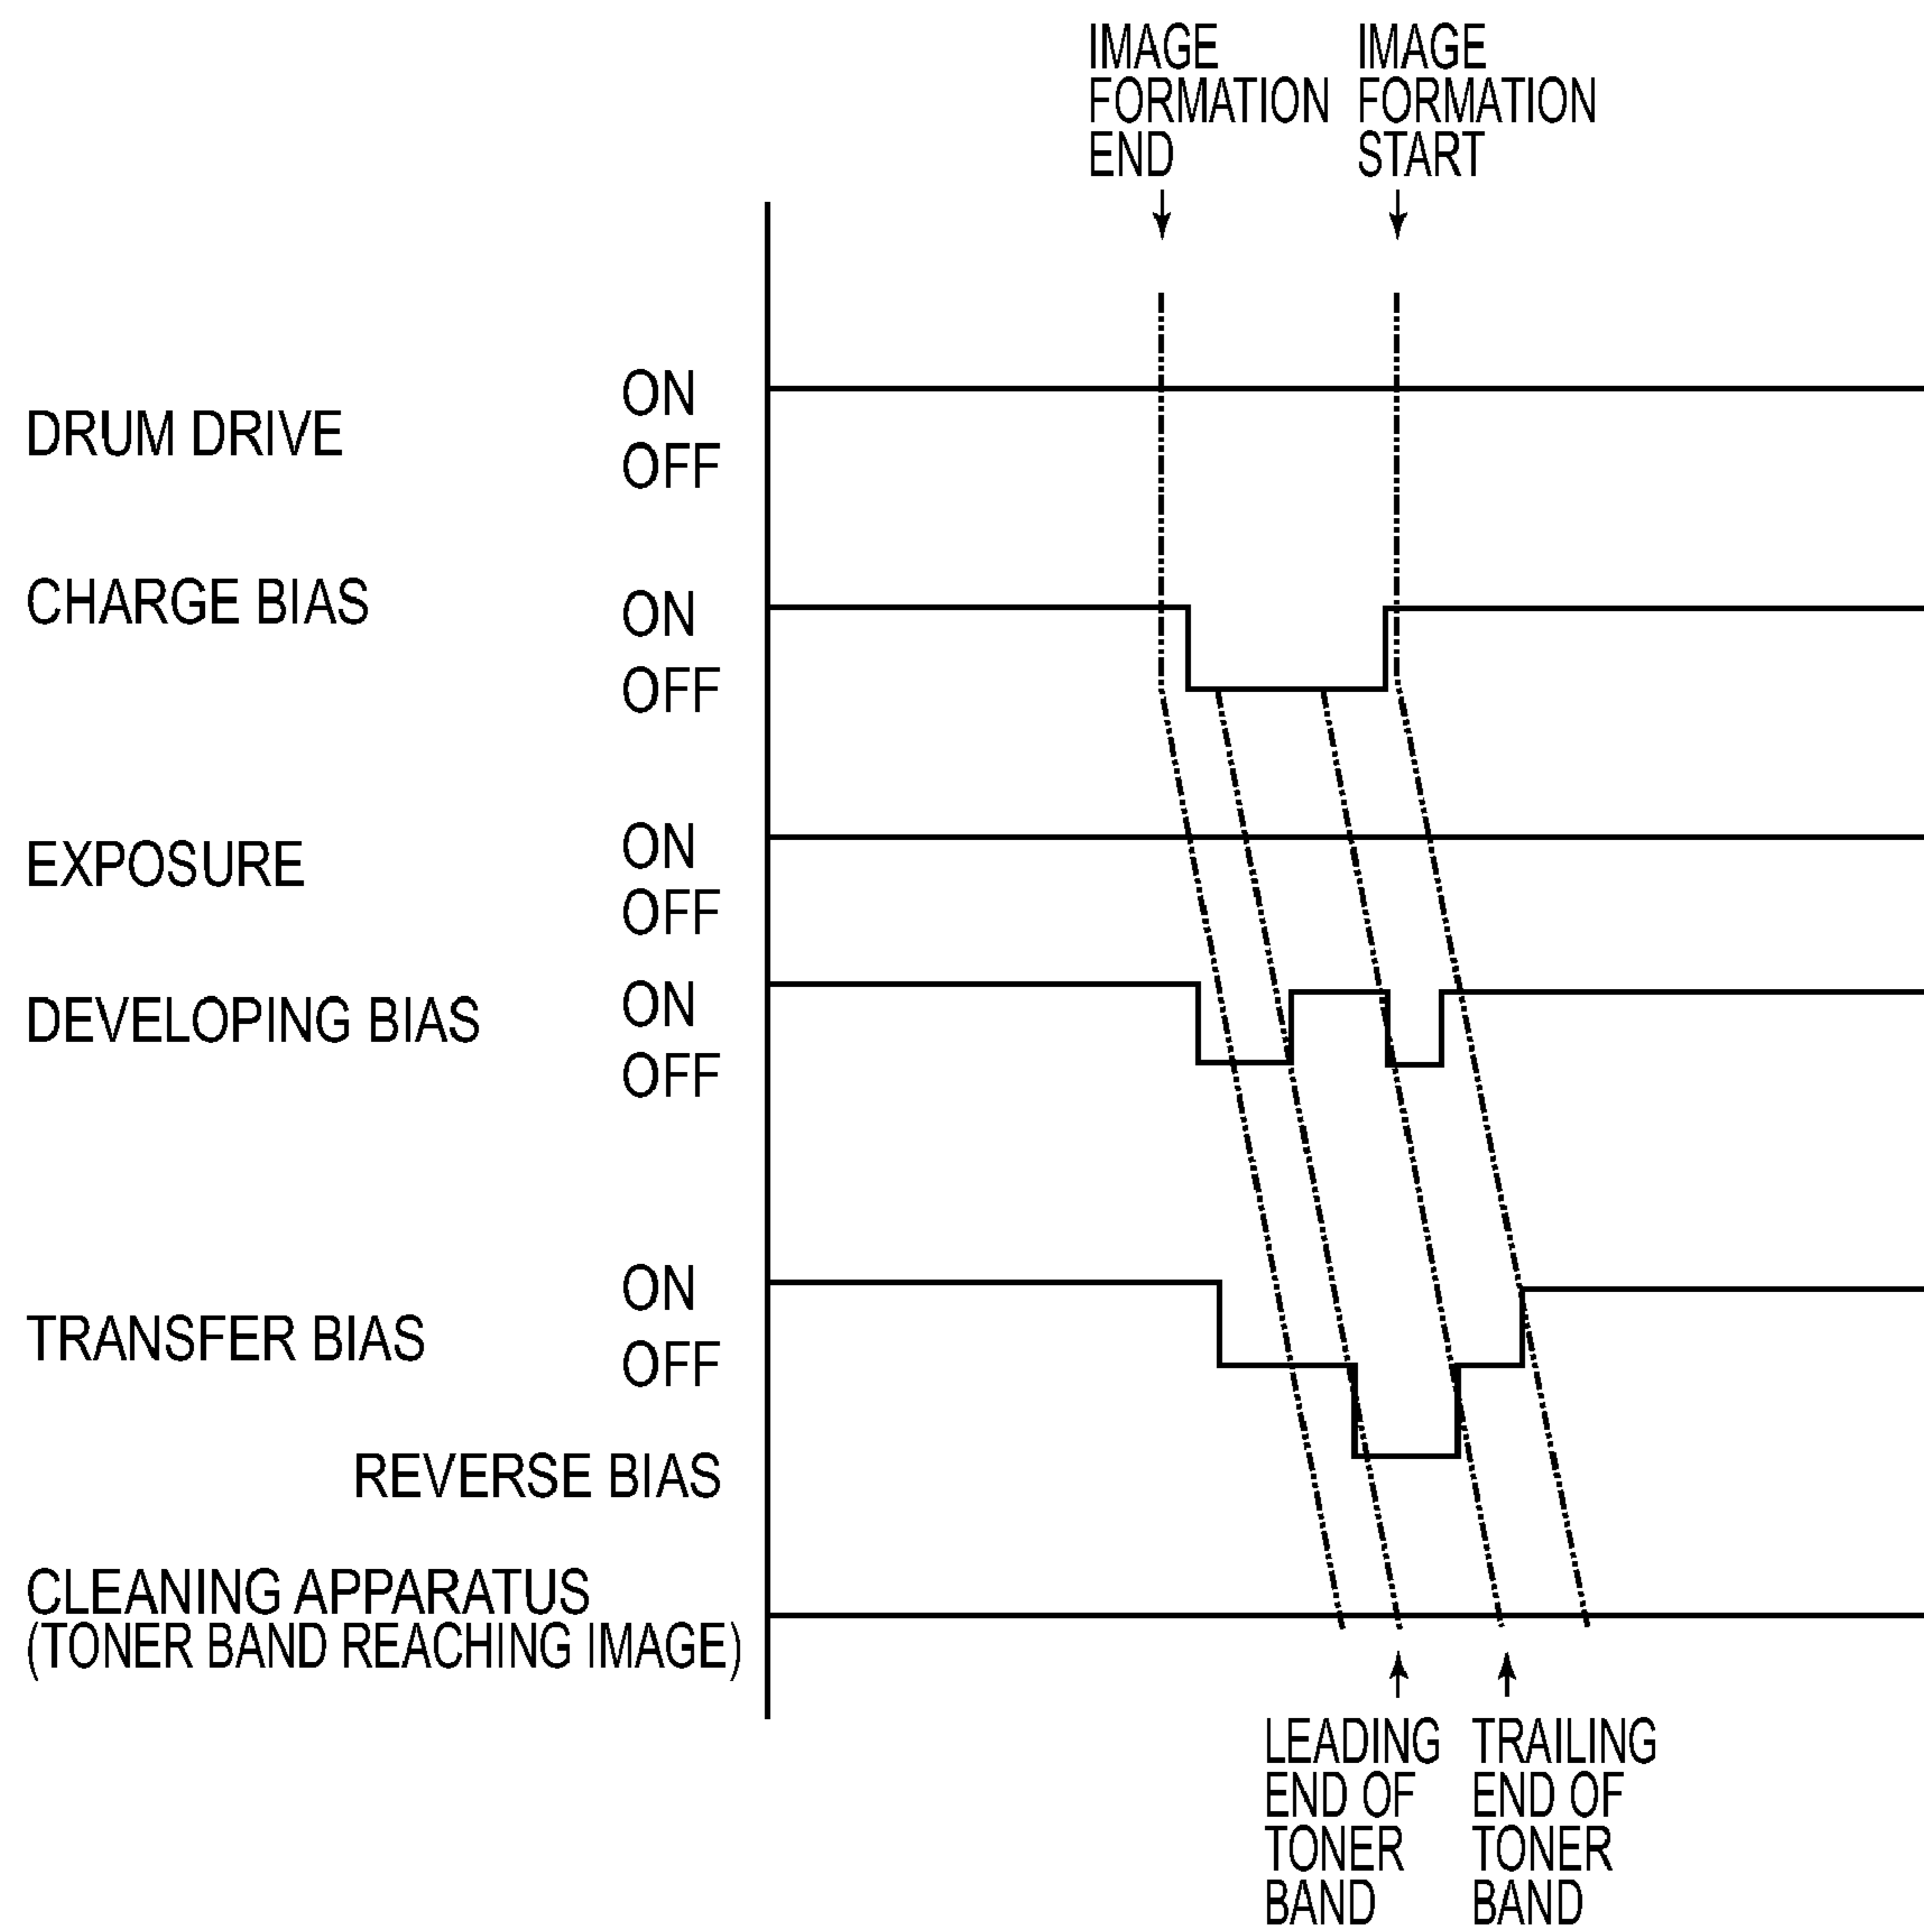 IMAGE
FORMATION
END
IMAGE
FORMATION
START
DRUM DRIVE
ON
OFF
CHARGE BIAS
ON
OFF
EXPOSURE
ON
OFF
DEVELOPING BIAS
ON
OFF
TRANSFER BIAS
ON
OFF
REVERSE BIAS
CLEANING APPARATUS
(TONER BAND REACHING IMAGE)
LEADING
END OF
TONER
BAND
TRAILING
END OF
TONER
BAND